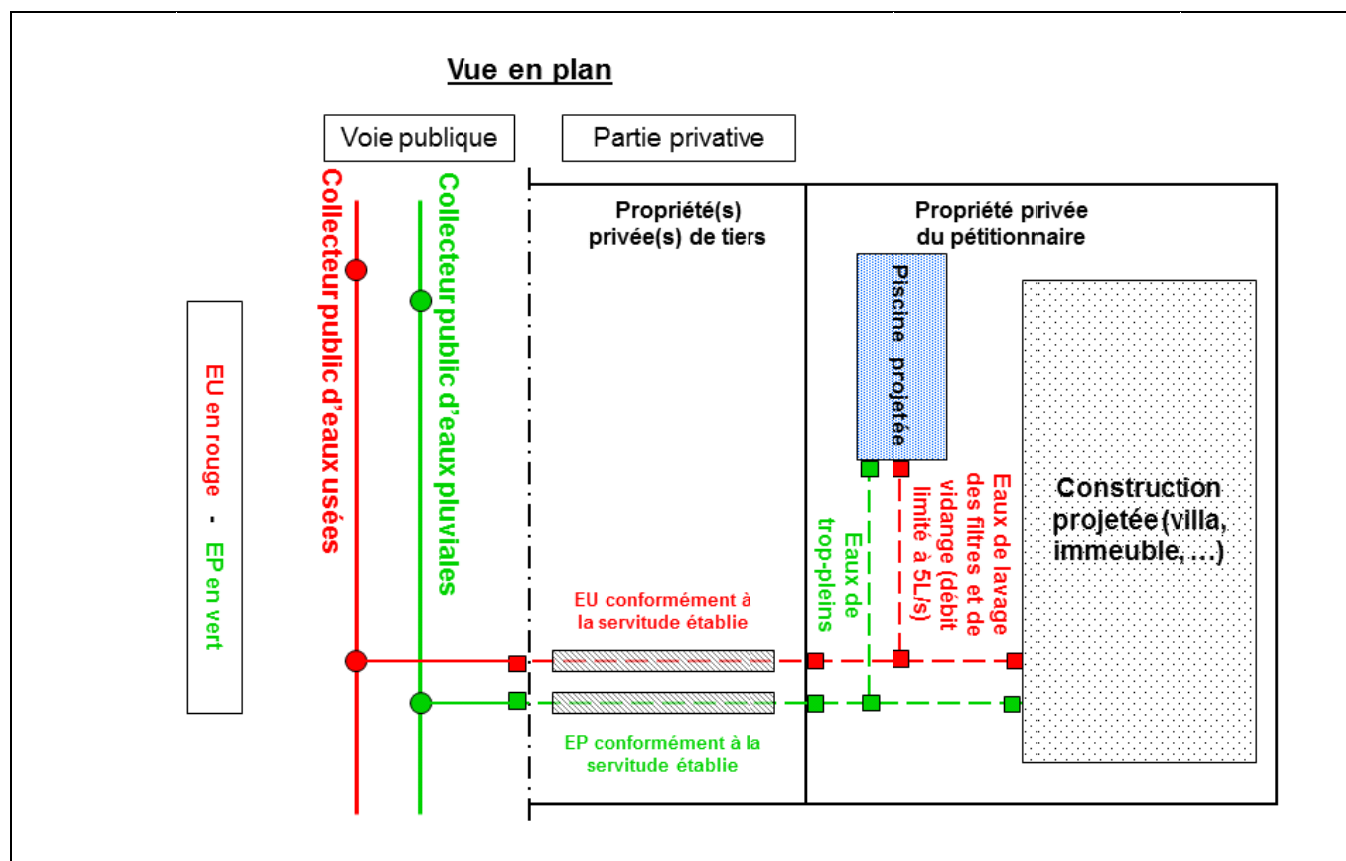 Vue en plan
Voie publique
Partie privative
EU en rouge - EP en vert
Collecteur public d'eaux usées
Collecteur public d'eaux pluviales
Propriété(s)
privée(s) de tiers
Propriété privée
du pétitionnaire
Piscine projetée
Eaux de
trop-pleins
Eaux de lavage
des filtres et de
vidange (débit
limité à 5L/s)
Construction
projetée (villa,
immeuble, ...)
EU conformément à
la servitude établie
EP conformément à la
servitude établie